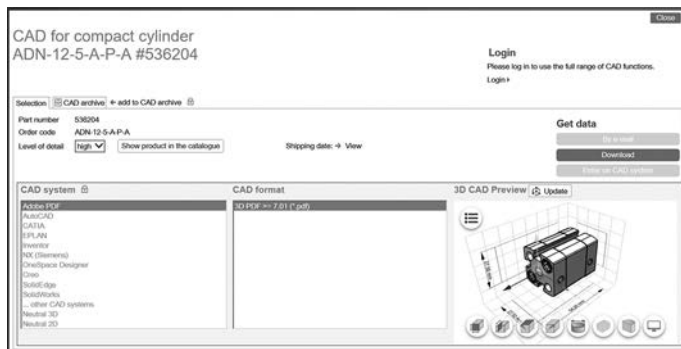 Close
CAD for compact cylinder
ADN-12-5-A-P-A #536204
Login
Please log in to use the full range of CAD functions.
Login
Selection CAD archive ← add to CAD archive
Part number 536204
Order code ADN-12-5-A-P-A
Level of detail high Show product in the catalogue Shipping date: → View
Get data
By e-mail
Download
Enter on CAD system
CAD system CAD format 3D CAD Preview Update
Adobe PDF 3D PDF >= 7.01 (*.pdf)
AutoCAD
CATIA
EPLAN
Inventor
NX (Siemens)
OneSpace Designer
Creo
SolidEdge
SolidWorks
... other CAD systems
Neutral 3D
Neutral 2D